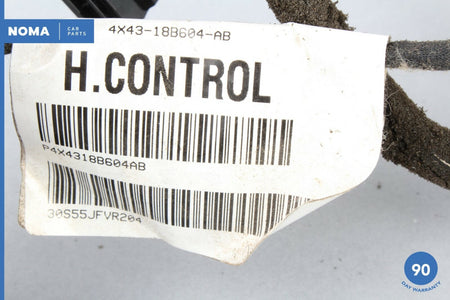 NOMA CAR PARTS
4X43-18B604-AB
H.CONTROL
P4X4318B604AB
30S55JFVR204
90
DAY WARRANTY